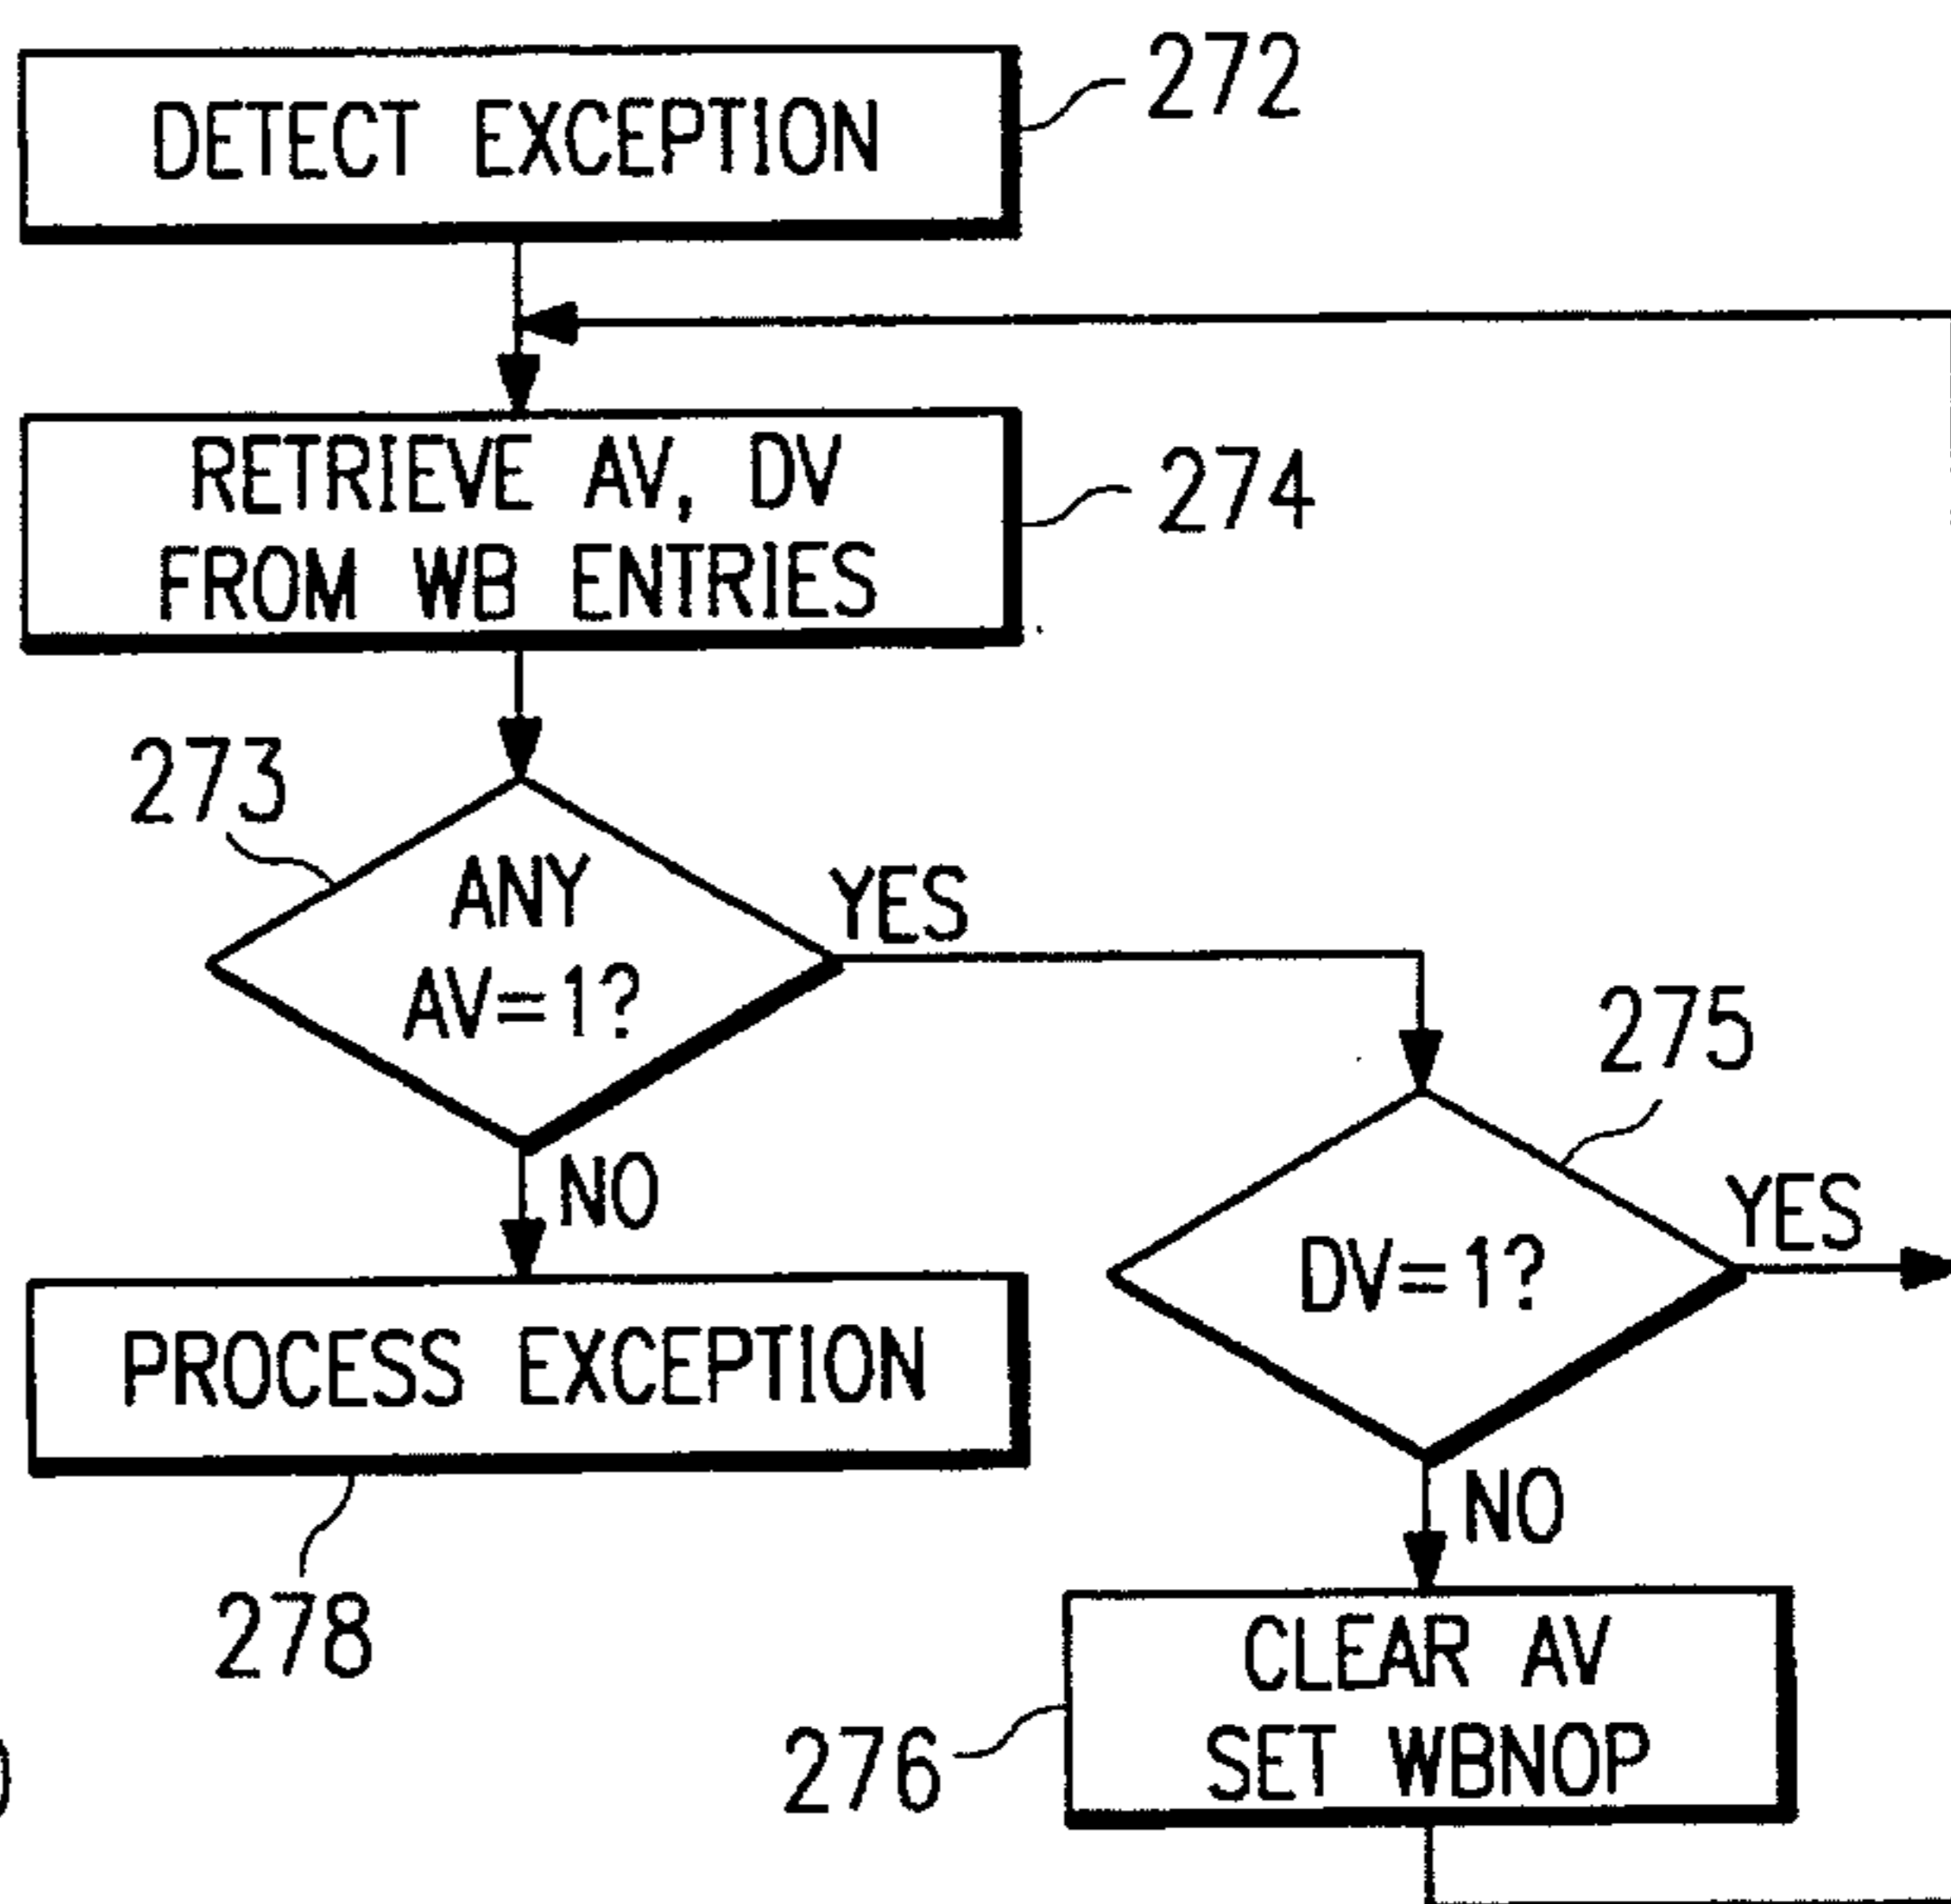 DETECT EXCEPTION
272
RETRIEVE AV, DV
FROM WB ENTRIES
274
273
ANY
AV=1?
YES
NO
275
DV=1?
YES
NO
PROCESS EXCEPTION
278
CLEAR AV
SET WBNOP
276